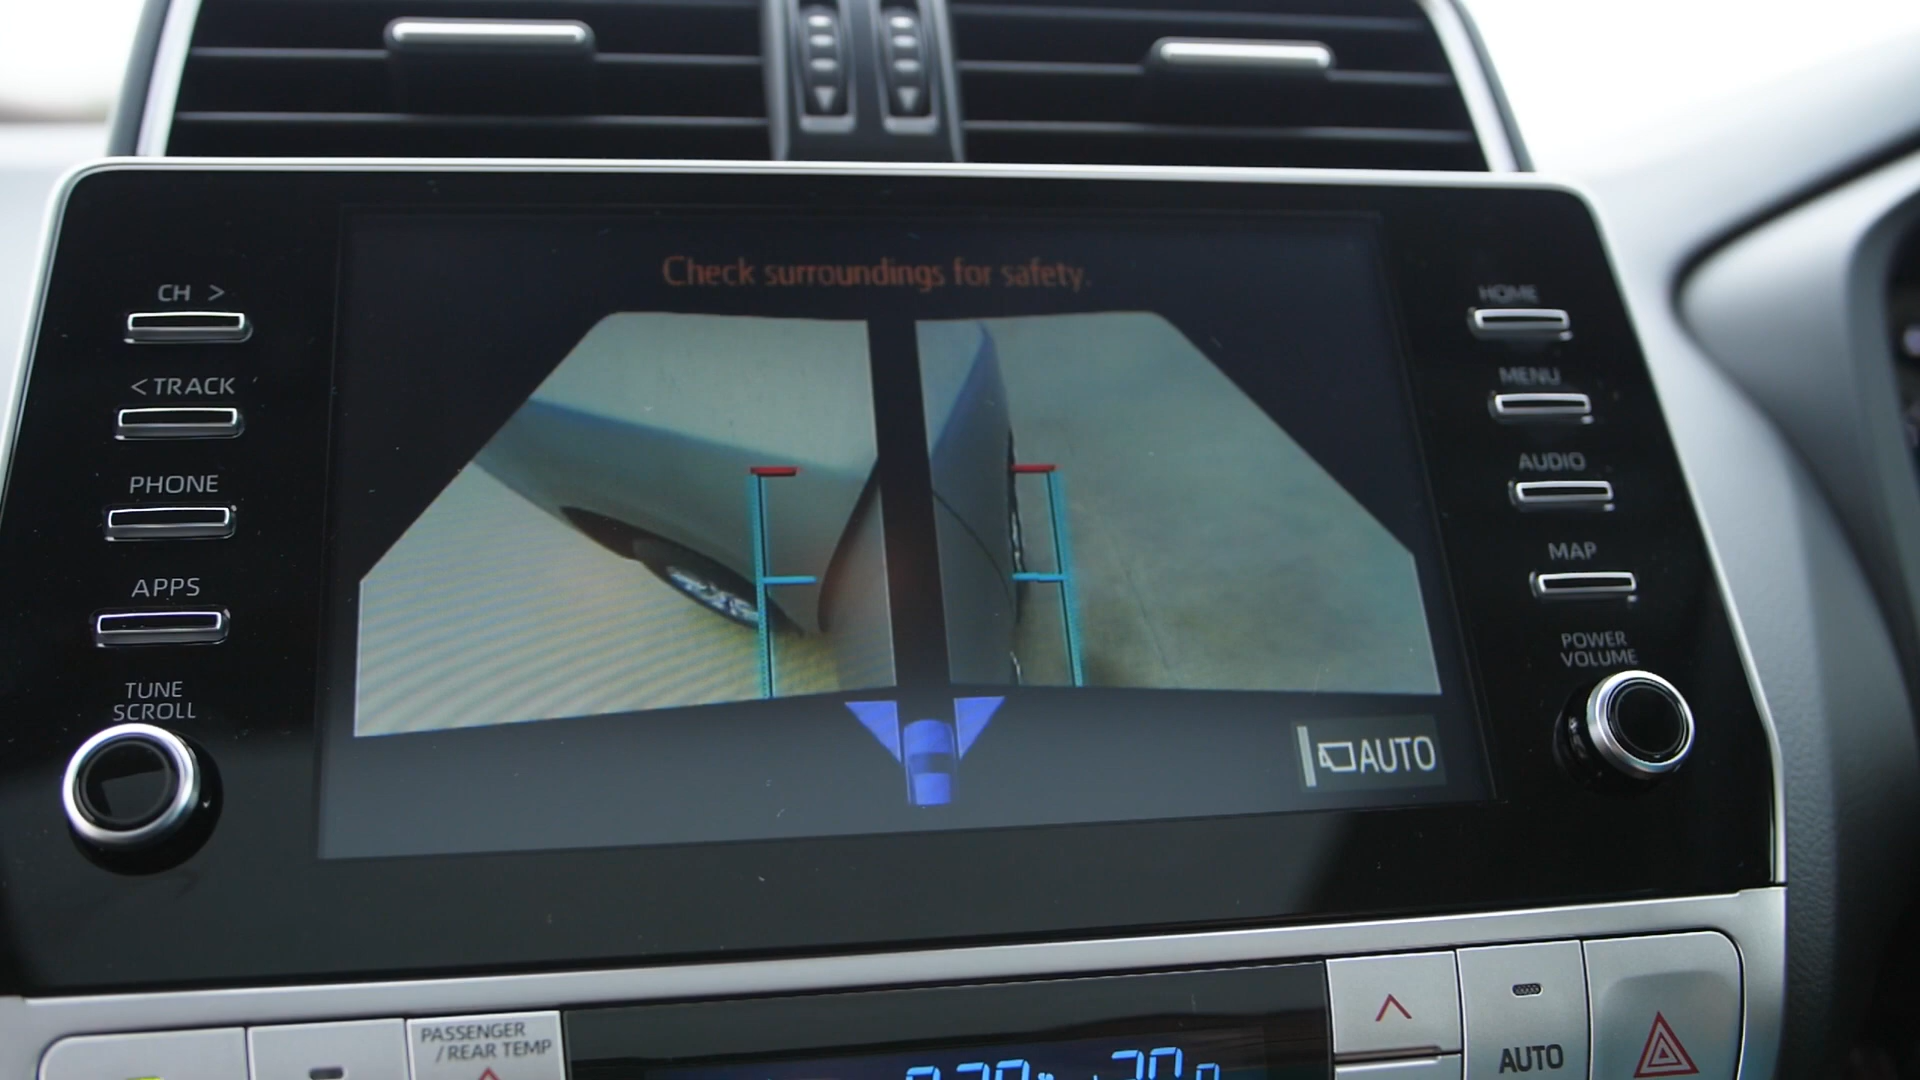 Check surroundings for safety.
CH >
< TRACK
PHONE
APPS
TUNE
SCROLL
HOME
MENU
AUDIO
MAP
POWER
VOLUME
AUTO
PASSENGER
/REAR TEMP
AUTO